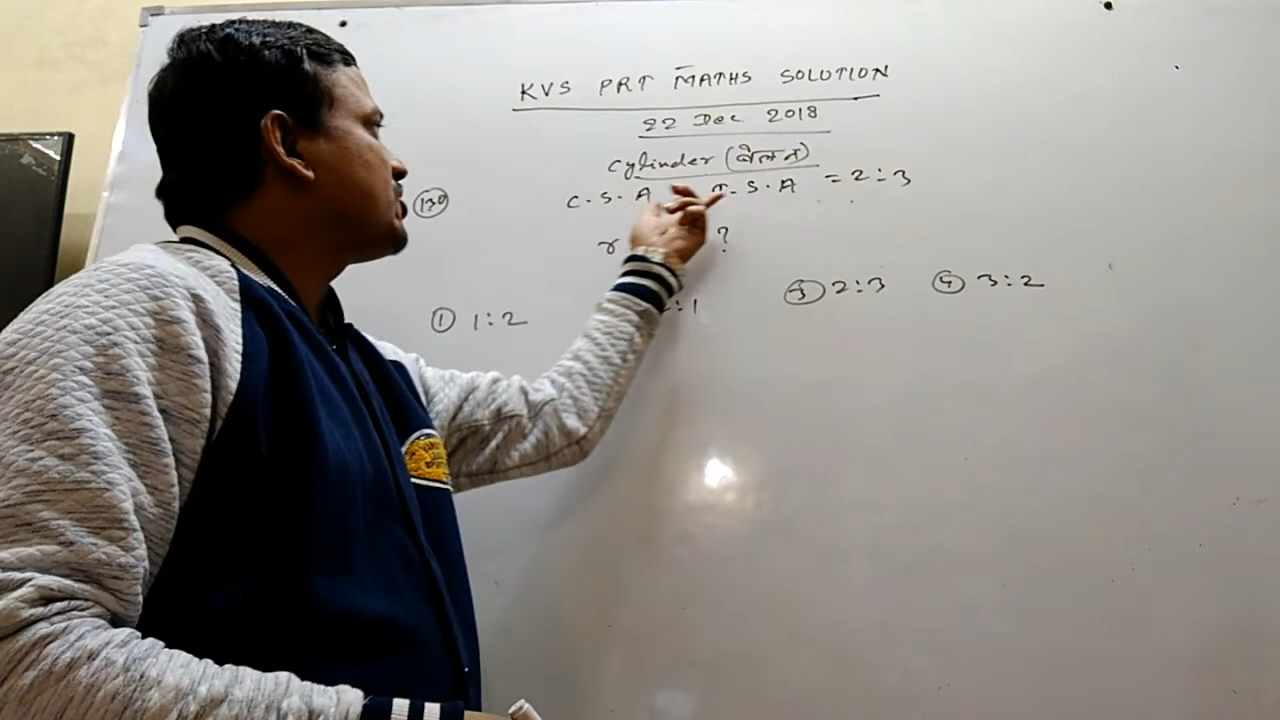 KVS PRT MATHS SOLUTION
22 Dec 2018
Cylinder (बेलन)
130 C.S.A T.S.A = 2:3
r ?
① 1:2 :1 ③ 2:3 ④ 3:2